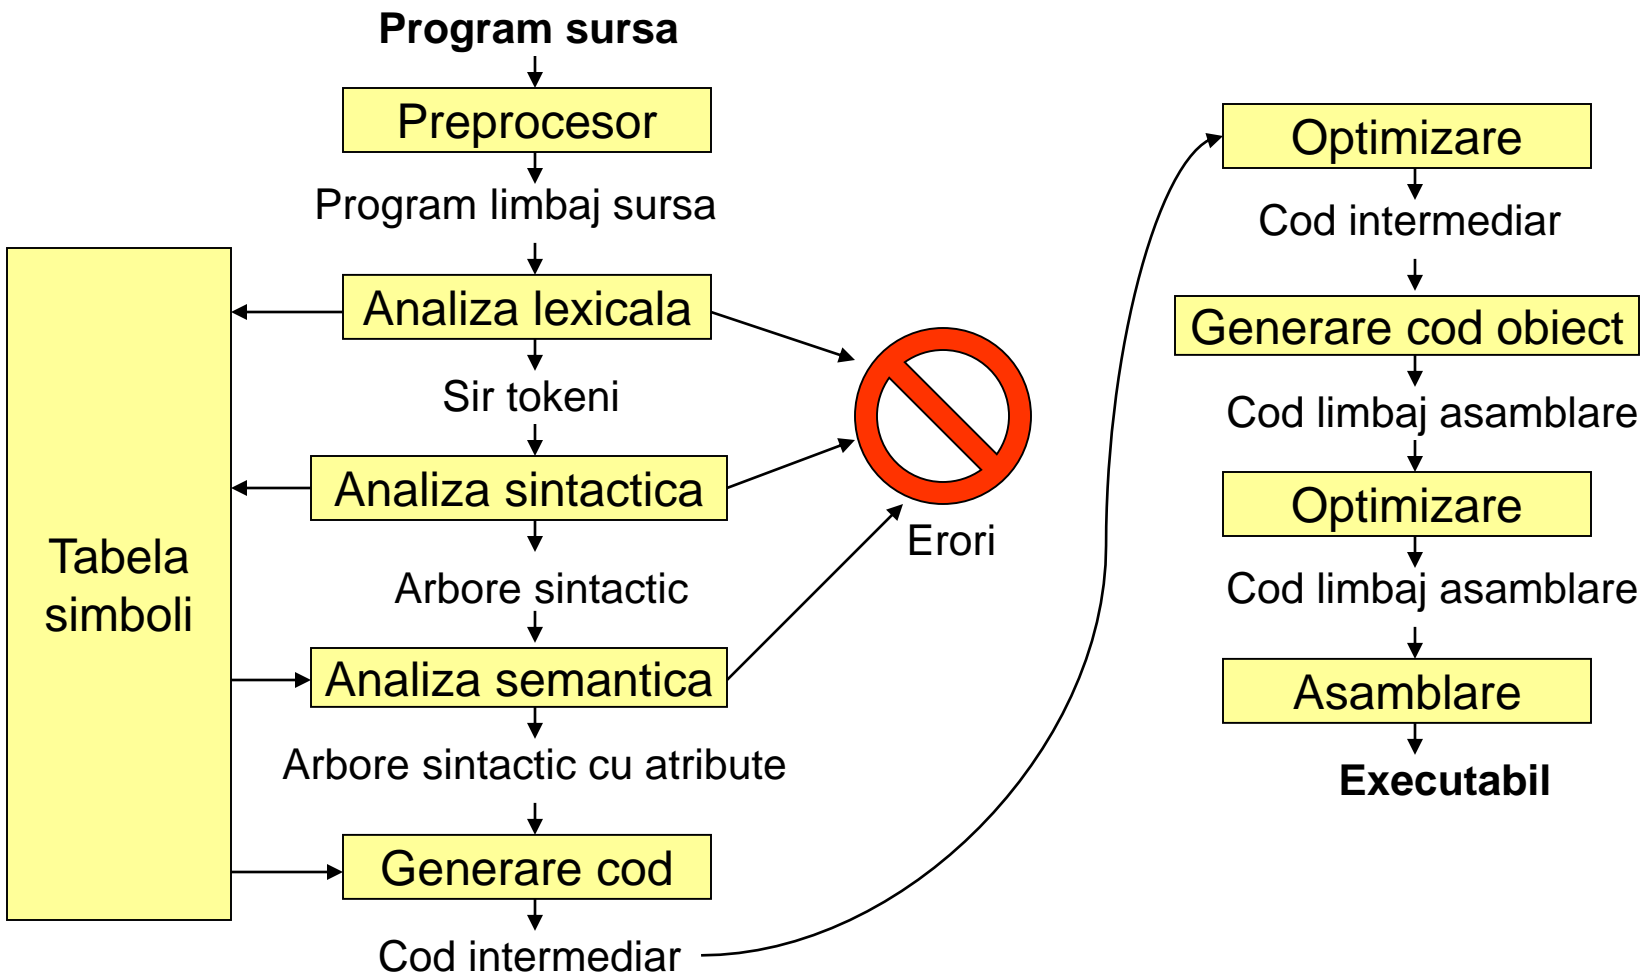 Program sursa
Preprocesor
Program limbaj sursa
Analiza lexicala
Sir tokeni
Analiza sintactica
Arbore sintactic
Analiza semantica
Arbore sintactic cu atribute
Generare cod
Cod intermediar
Tabela
simboli
Erori
Optimizare
Cod intermediar
Generare cod obiect
Cod limbaj asamblare
Optimizare
Cod limbaj asamblare
Asamblare
Executabil